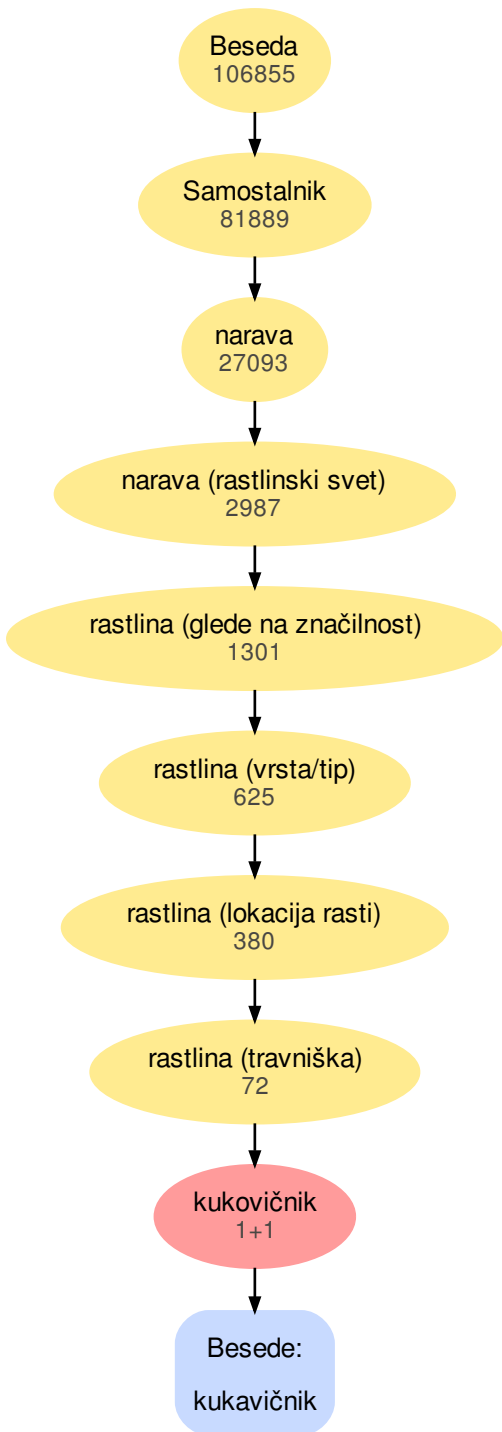 Beseda
106855
Samostalnik
81889
narava
27093
narava (rastlinski svet)
2987
rastlina (glede na značilnost)
1301
rastlina (vrsta/tip)
625
rastlina (lokacija rasti)
380
rastlina (travniška)
72
kukovičnik
1+1
Besede:
kukavičnik